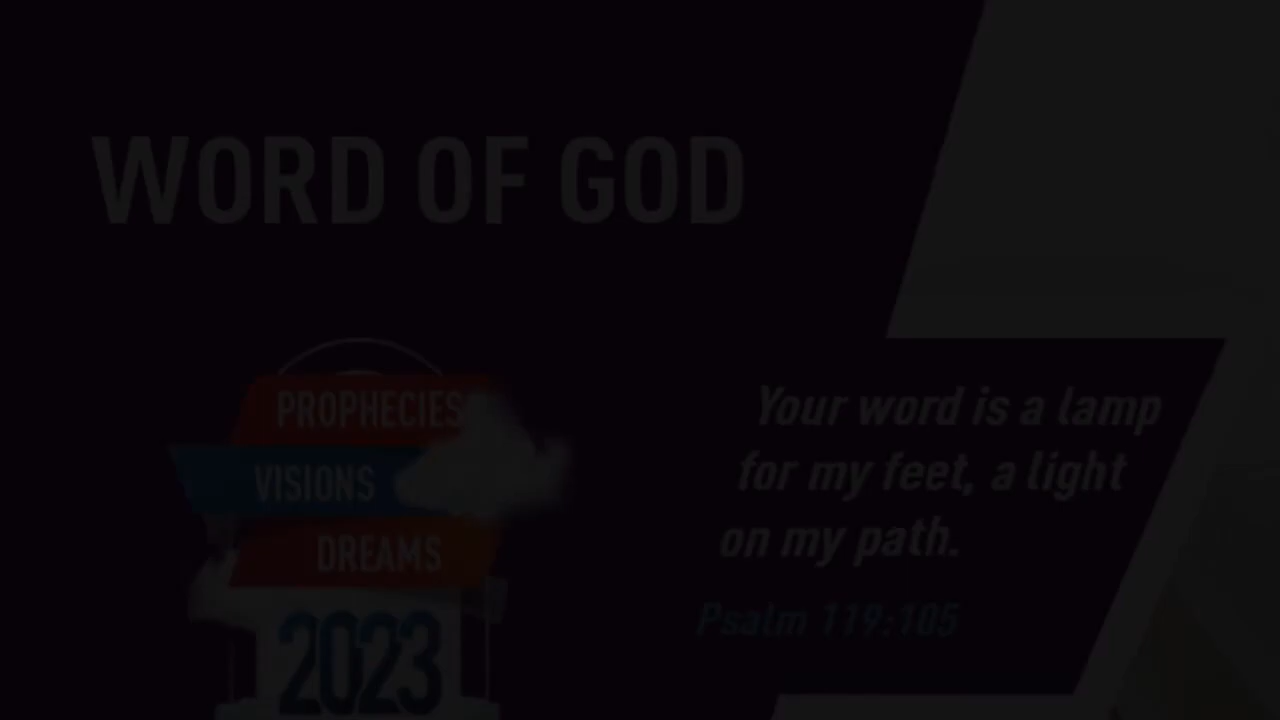 WORD OF GOD
PROPHECIES
VISIONS
DREAMS
2023
Your word is a lamp
for my feet, a light
on my path.
Psalm 119:105